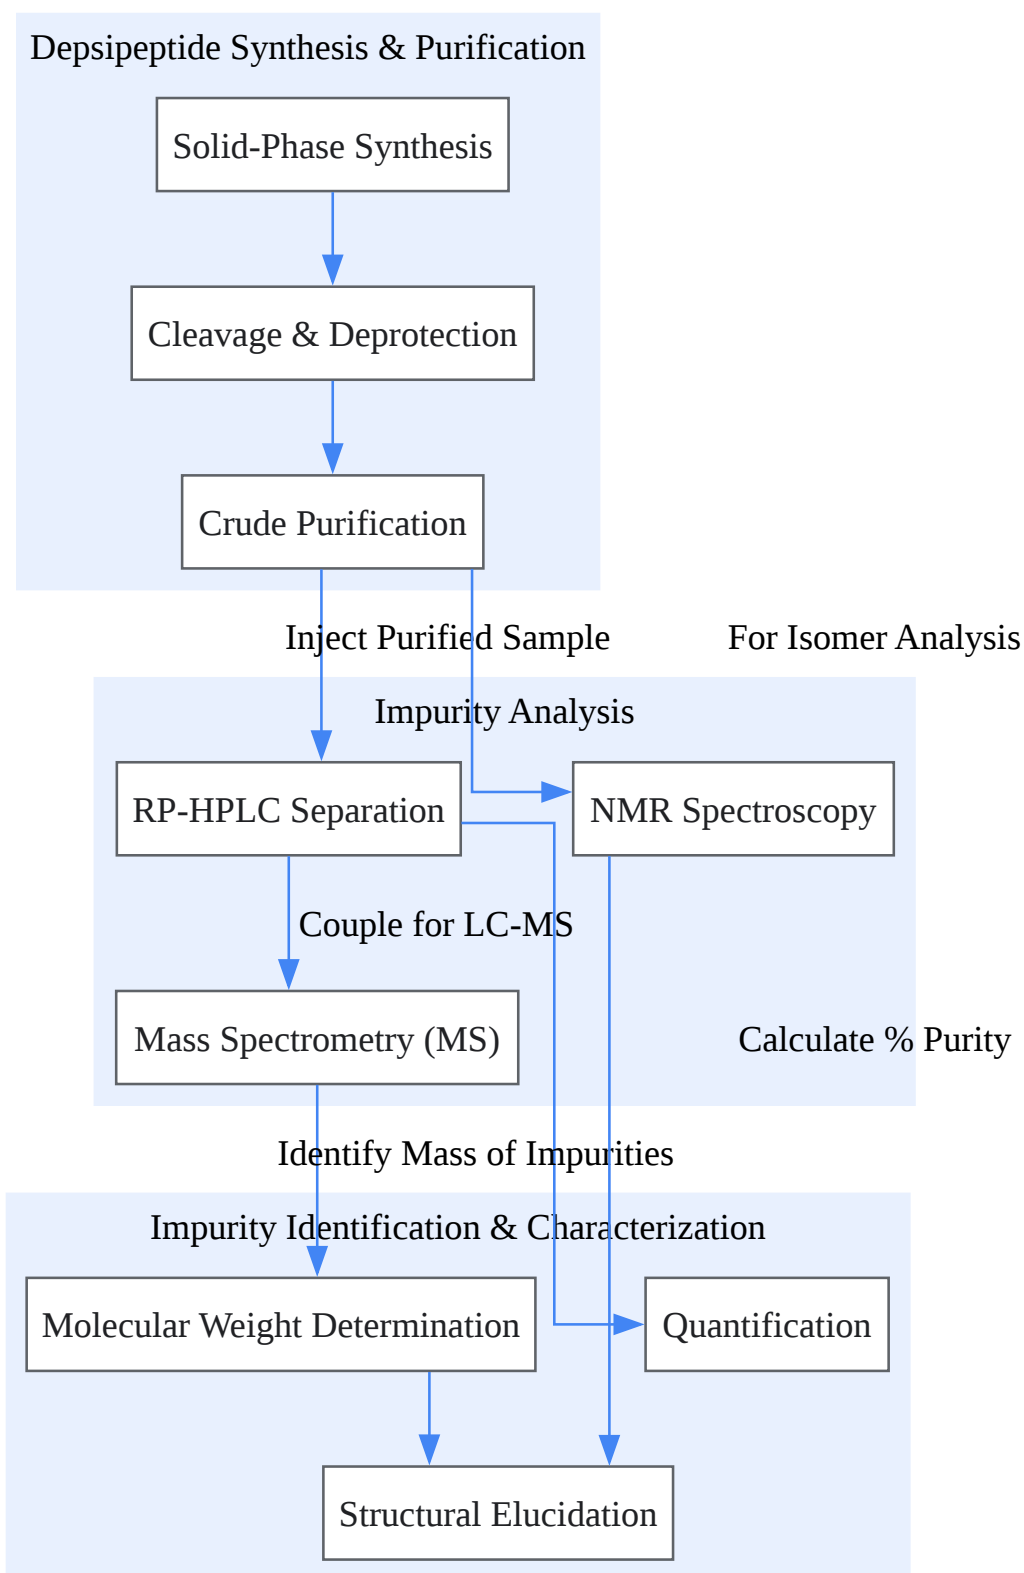 Depsipeptide Synthesis & Purification
Solid-Phase Synthesis
Cleavage & Deprotection
Crude Purification
Inject Purified Sample
For Isomer Analysis
Impurity Analysis
RP-HPLC Separation
NMR Spectroscopy
Couple for LC-MS
Mass Spectrometry (MS)
Calculate % Purity
Identify Mass of Impurities
Impurity Identification & Characterization
Molecular Weight Determination
Quantification
Structural Elucidation